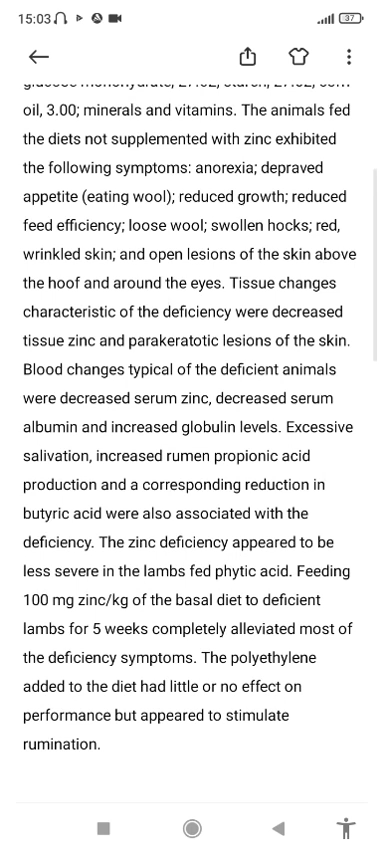 15:03
37
oil, 3.00; minerals and vitamins. The animals fed
the diets not supplemented with zinc exhibited
the following symptoms: anorexia; depraved
appetite (eating wool); reduced growth; reduced
feed efficiency; loose wool; swollen hocks; red,
wrinkled skin; and open lesions of the skin above
the hoof and around the eyes. Tissue changes
characteristic of the deficiency were decreased
tissue zinc and parakeratotic lesions of the skin.
Blood changes typical of the deficient animals
were decreased serum zinc, decreased serum
albumin and increased globulin levels. Excessive
salivation, increased rumen propionic acid
production and a corresponding reduction in
butyric acid were also associated with the
deficiency. The zinc deficiency appeared to be
less severe in the lambs fed phytic acid. Feeding
100 mg zinc/kg of the basal diet to deficient
lambs for 5 weeks completely alleviated most of
the deficiency symptoms. The polyethylene
added to the diet had little or no effect on
performance but appeared to stimulate
rumination.